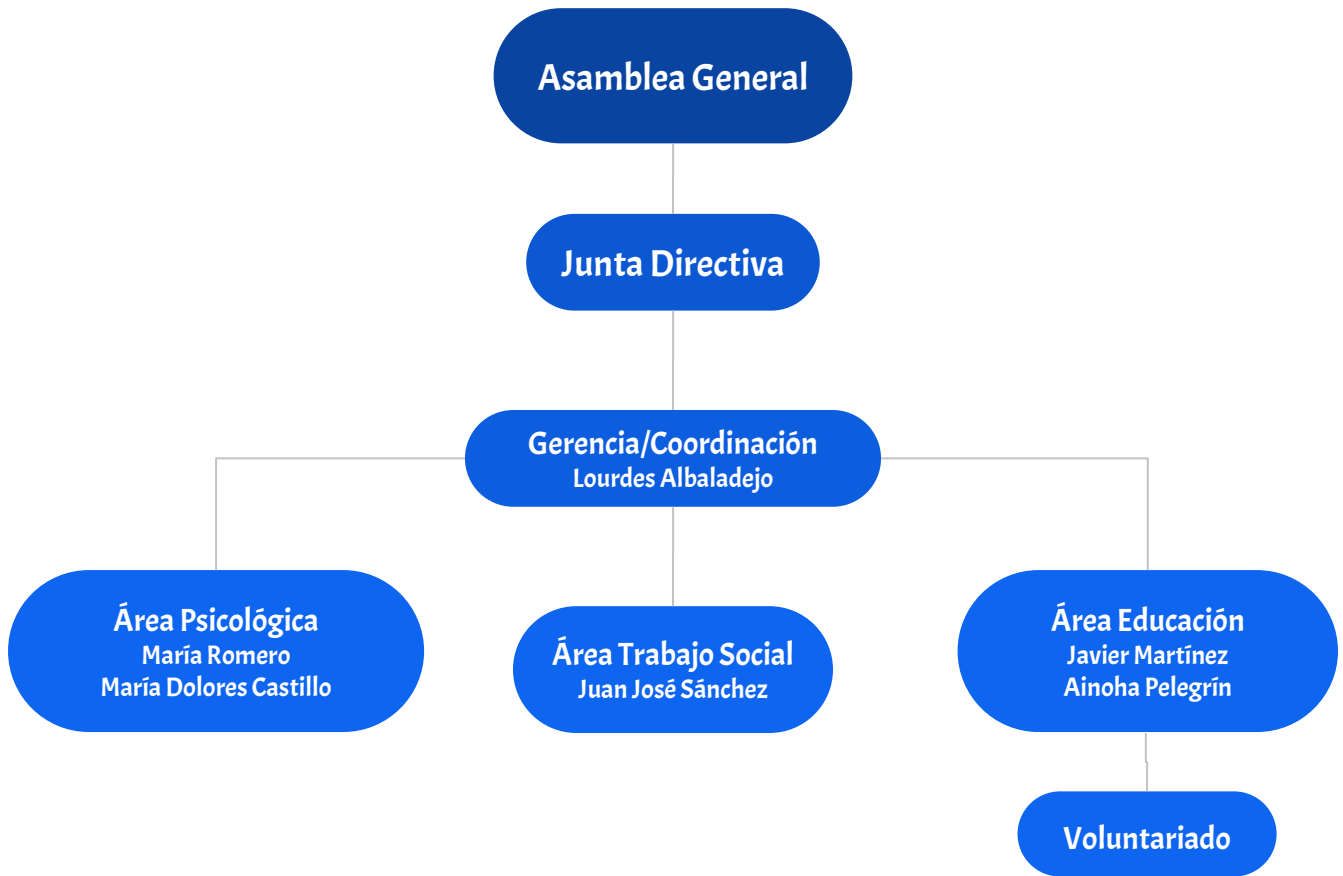 Asamblea General
Junta Directiva
Gerencia/Coordinación
Lourdes Albaladejo
Área Psicológica
María Romero
María Dolores Castillo
Área Trabajo Social
Juan José Sánchez
Área Educación
Javier Martínez
Ainoha Pelegrín
Voluntariado